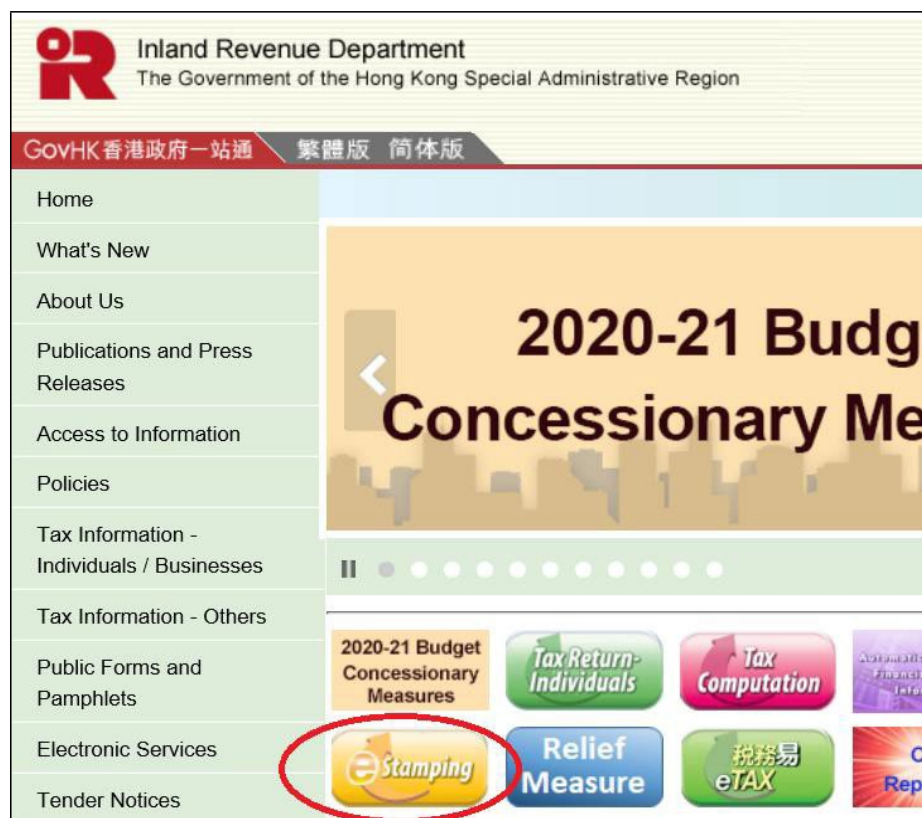 Inland Revenue Department
The Government of the Hong Kong Special Administrative Region
GovHK香港政府一站通 繁體版 简体版
Home
What's New
About Us
Publications and Press
Releases
Access to Information
Policies
Tax Information -
Individuals / Businesses
Tax Information - Others
Public Forms and
Pamphlets
Electronic Services
Tender Notices
2020-21 Budg
Concessionary Me
2020-21 Budget
Concessionary
Measures
Tax Return-
Individuals
Tax
Computation
e Stamping
Relief
Measure
税務易
eTAX
C
Rep